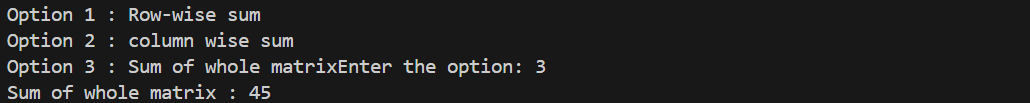 Option 1 : Row-wise sum
Option 2 : column wise sum
Option 3 : Sum of whole matrixEnter the option: 3
Sum of whole matrix : 45